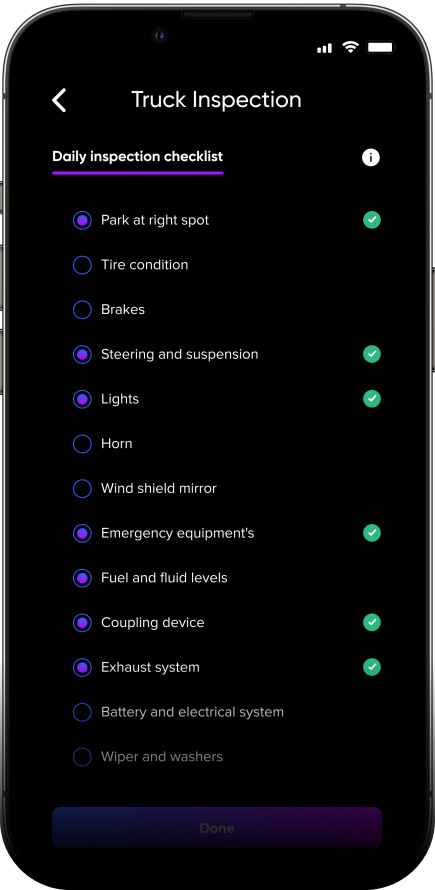 Truck Inspection
Daily inspection checklist
Park at right spot
Tire condition
Brakes
Steering and suspension
Lights
Horn
Wind shield mirror
Emergency equipment's
Fuel and fluid levels
Coupling device
Exhaust system
Battery and electrical system
Wiper and washers
Done